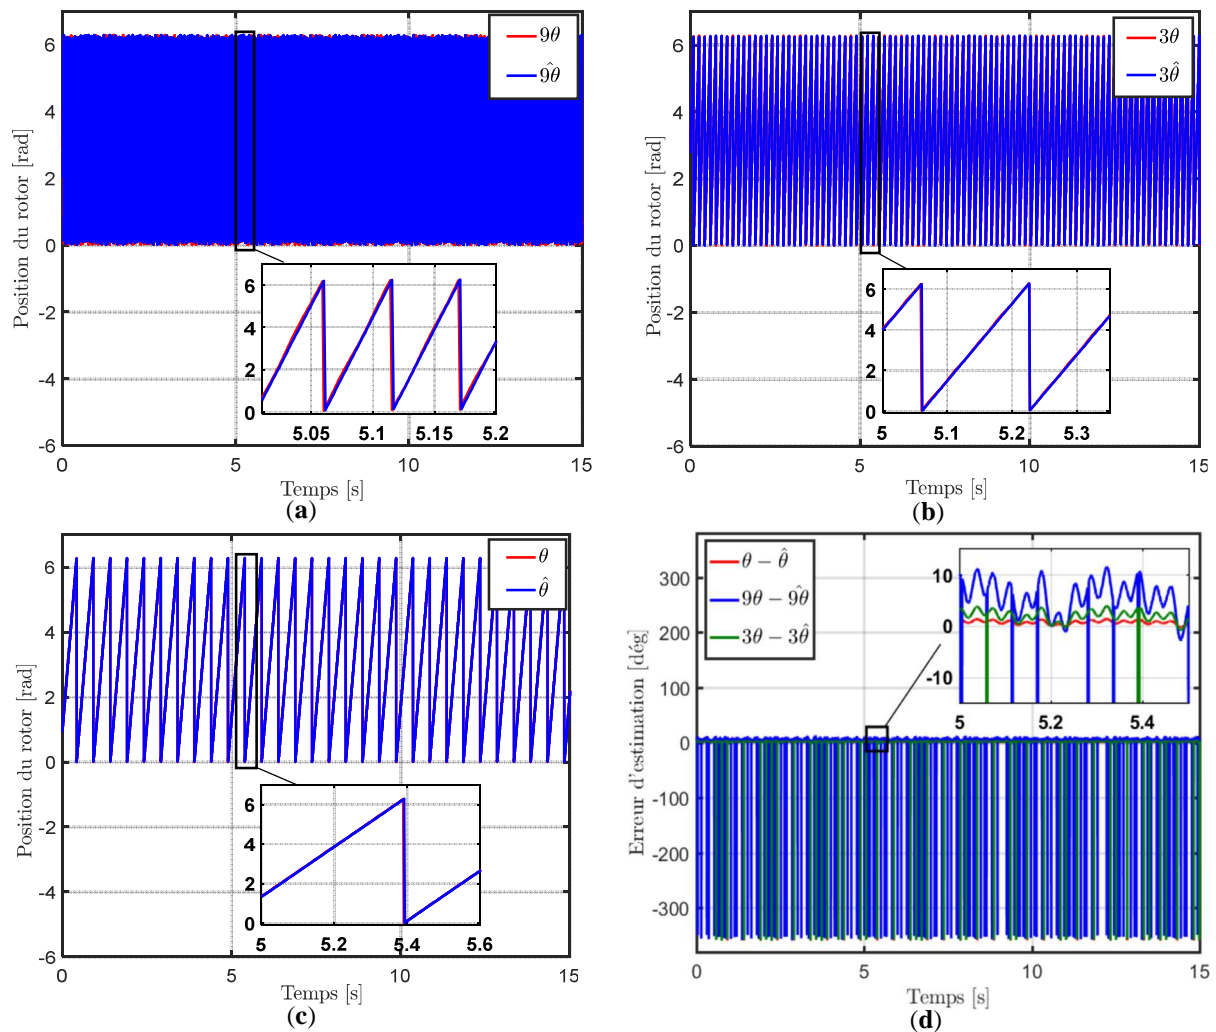 6
4
2
0
-2
-4
-6
Position du rotor [rad]
9θ
9θ̂
6
4
2
0
5.05 5.1 5.15 5.2
0 5 10 15
Temps [s]
(a)
6
4
2
0
-2
-4
-6
Position du rotor [rad]
3θ
3θ̂
6
4
2
0
5 5.1 5.2 5.3
0 5 10 15
Temps [s]
(b)
6
4
2
0
-2
-4
-6
Position du rotor [rad]
θ
θ̂
6
4
2
0
5 5.2 5.4 5.6
0 5 10 15
Temps [s]
(c)
300
200
100
0
-100
-200
-300
Erreur d'estimation [dég]
θ − θ̂
9θ − 9θ̂
3θ − 3θ̂
10
0
-10
5 5.2 5.4
0 5 10 15
Temps [s]
(d)